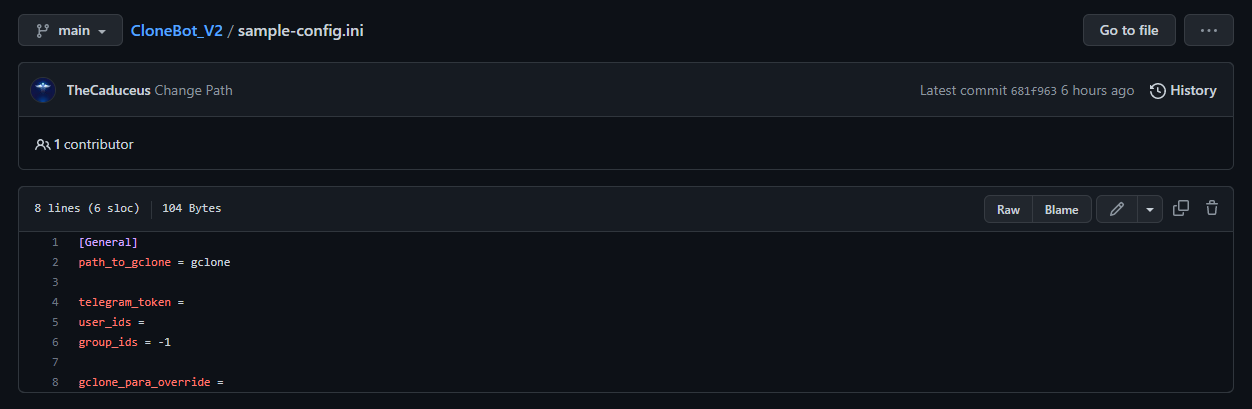 main
CloneBot_V2 / sample-config.ini
Go to file
...
TheCaduceus Change Path
Latest commit 681f963 6 hours ago
History
1 contributor
8 lines (6 sloc) 104 Bytes
Raw
Blame
1 [General]
2 path_to_gclone = gclone
3
4 telegram_token =
5 user_ids =
6 group_ids = -1
7
8 gclone_para_override =